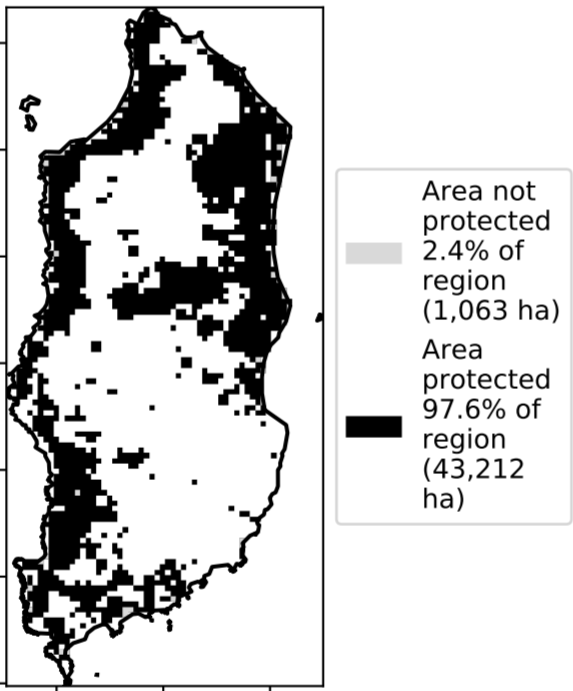 Area not
protected
2.4% of
region
(1,063 ha)
Area
protected
97.6% of
region
(43,212
ha)